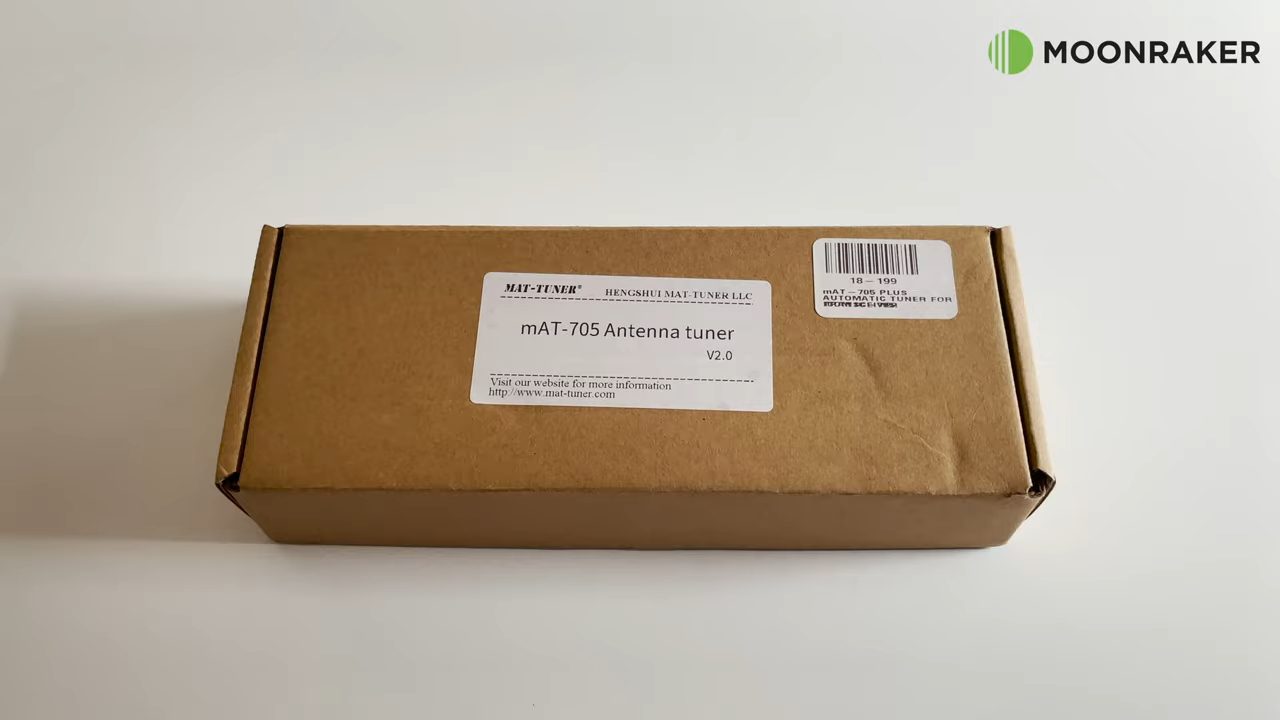 MOONRAKER
MAT-TUNER®
HENGSHUI MAT-TUNER LLC
mAT-705 Antenna tuner
V2.0
Visit our website for more information
http://www.mat-tuner.com
18-199
mAT-705 PLUS
AUTOMATIC TUNER FOR